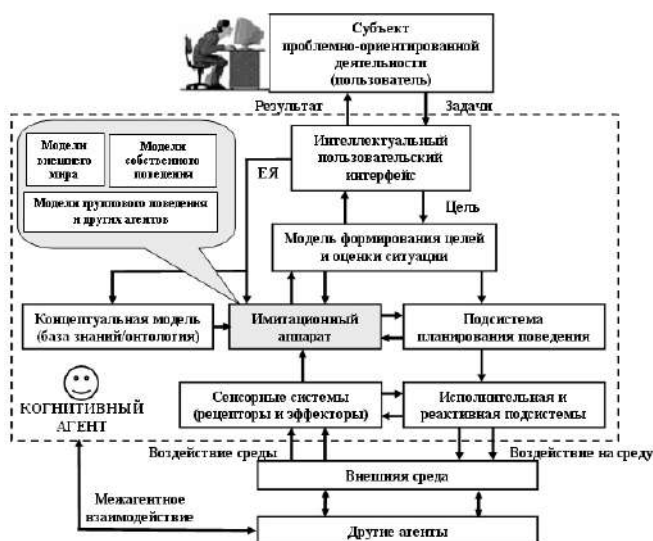 Субъект
проблемно-ориентированной
деятельности
(пользователь)
Результат
Задачи
Модели
внешнего
мира
Модели
собственного
поведения
Модели группового поведения
и других агентов
ЕЯ
Интеллектуальный
пользовательский
интерфейс
Цель
Модель формирования целей
и оценки ситуации
Концептуальная модель
(база знаний/онтология)
Имитационный
аппарат
Подсистема
планирования поведения
КОГНИТИВНЫЙ
АГЕНТ
Сенсорные системы
(рецепторы и эффекторы)
Исполнительная и
реактивная подсистемы
Воздействие среды
Воздействие на среду
Внешняя среда
Межагентное
взаимодействие
Другие агенты